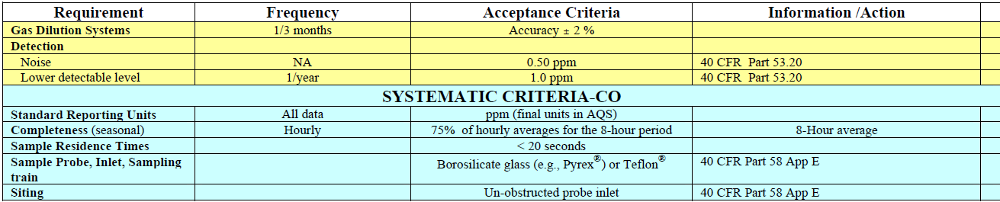 Requirement Frequency Acceptance Criteria Information /Action
Gas Dilution Systems 1/3 months Accuracy ± 2 %
Detection
Noise NA 0.50 ppm 40 CFR Part 53.20
Lower detectable level 1/year 1.0 ppm 40 CFR Part 53.20
SYSTEMATIC CRITERIA-CO
Standard Reporting Units All data ppm (final units in AQS)
Completeness (seasonal) Hourly 75% of hourly averages for the 8-hour period 8-Hour average
Sample Residence Times < 20 seconds
Sample Probe, Inlet, Sampling train Borosilicate glass (e.g., Pyrex®) or Teflon® 40 CFR Part 58 App E
Siting Un-obstructed probe inlet 40 CFR Part 58 App E